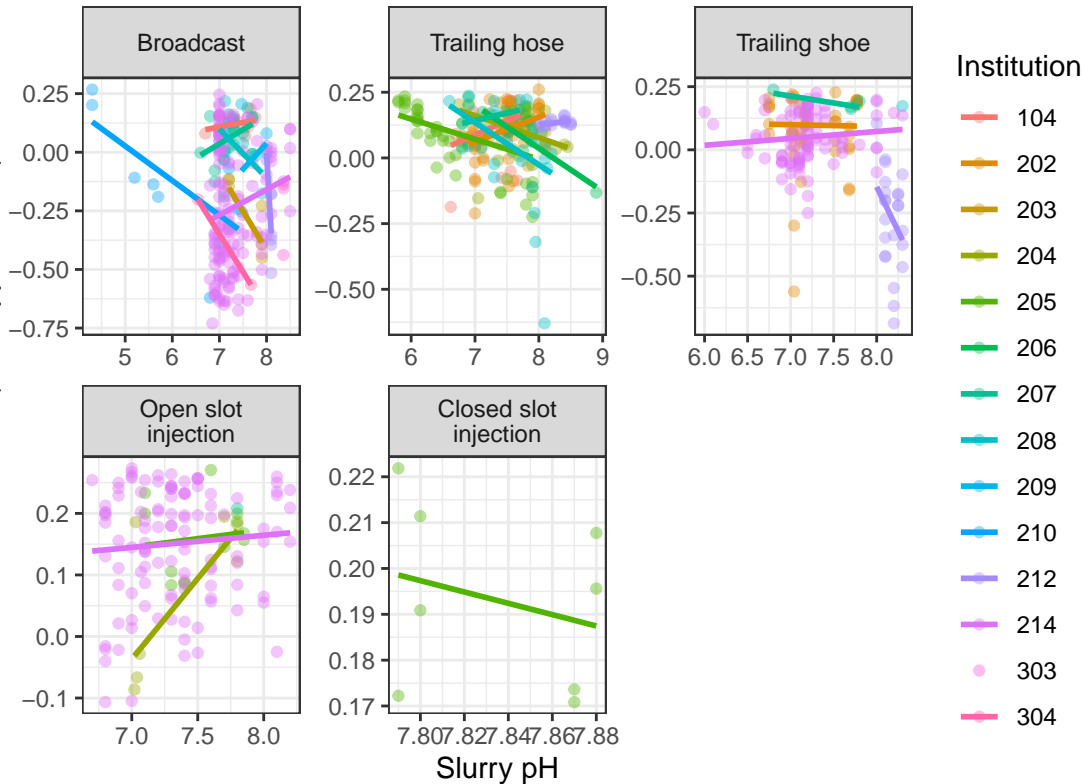 Broadcast
Trailing hose
Trailing shoe
0.25
0.00
−0.25
−0.50
−0.75
5 6 7 8
0.25
0.00
−0.25
−0.50
6 7 8 9
0.25
0.00
−0.25
−0.50
6.0 6.5 7.0 7.5 8.0
Open slot
injection
0.2
0.1
0.0
−0.1
7.0 7.5 8.0
Closed slot
injection
0.22
0.21
0.20
0.19
0.18
0.17
7.80 7.82 7.84 7.86 7.88
Slurry pH
Institution
104
202
203
204
205
206
207
208
209
210
212
214
303
304